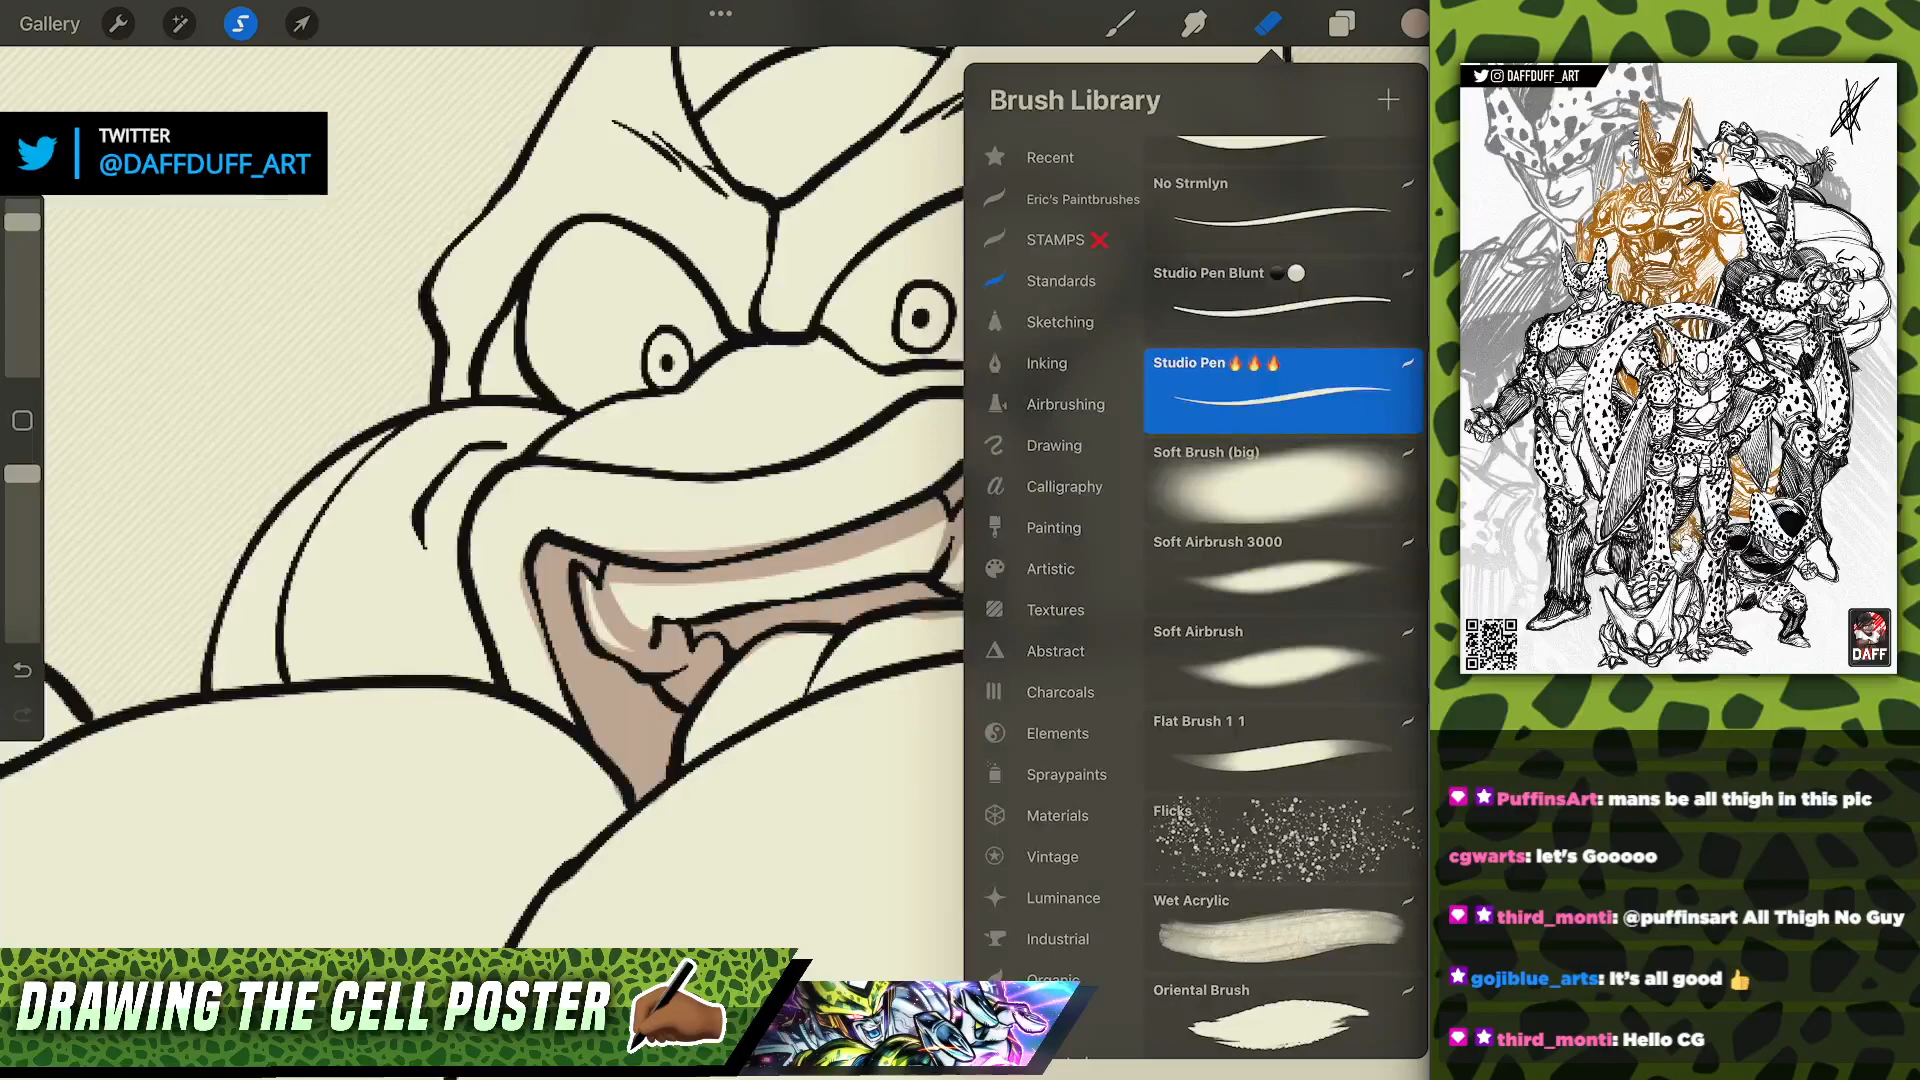 Gallery
TWITTER
@DAFFDUFF_ART
Brush Library
Recent
Eric's Paintbrushes
STAMPS ❌
Standards
Sketching
Inking
Airbrushing
Drawing
Calligraphy
Painting
Artistic
Textures
Abstract
Charcoals
Elements
Spraypaints
Materials
Vintage
Luminance
Industrial
Organic
No Strmlyn
Studio Pen Blunt ⚫⚪
Studio Pen🔥🔥🔥
Soft Brush (big)
Soft Airbrush 3000
Soft Airbrush
Flat Brush 1 1
Flicks
Wet Acrylic
Oriental Brush
DAFFDUFF_ART
DAFF
PuffinsArt: mans be all thigh in this pic
cgwarts: let's Gooooo
third_monti: @puffinsart All Thigh No Guy
gojiblue_arts: It's all good 👍
third_monti: Hello CG
DRAWING THE CELL POSTER